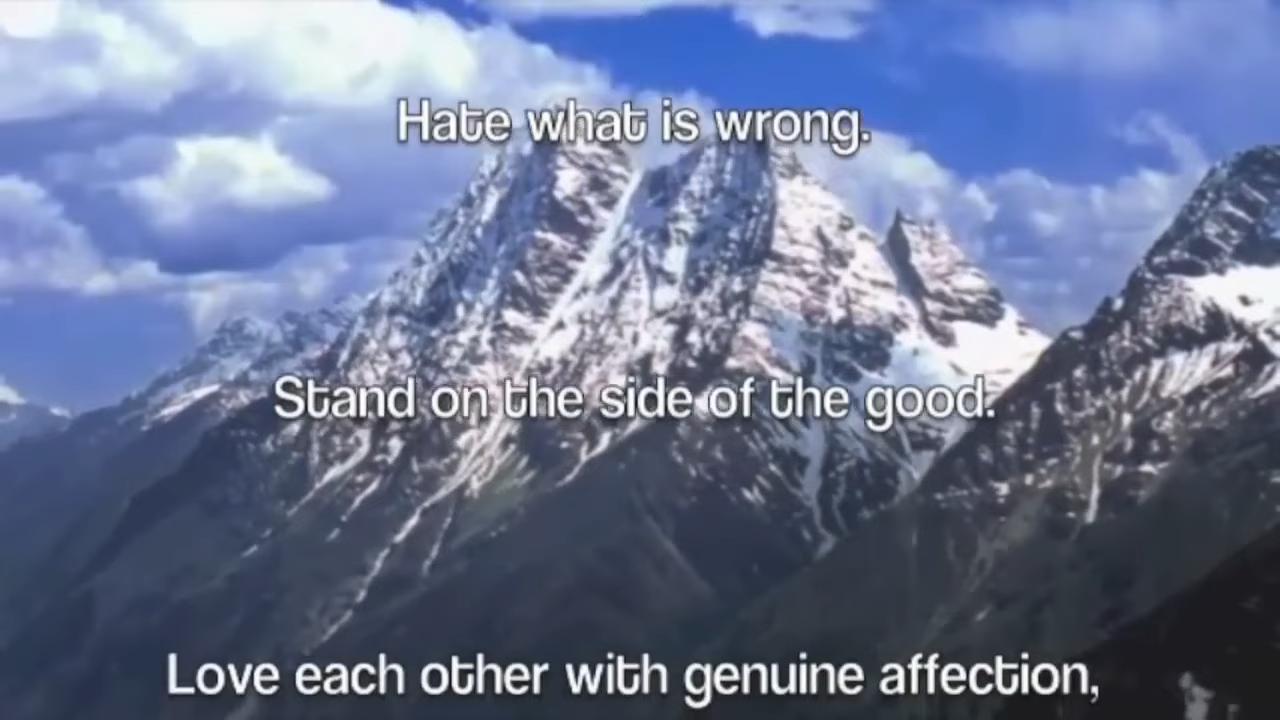 Hate what is wrong.
Stand on the side of the good.
Love each other with genuine affection,